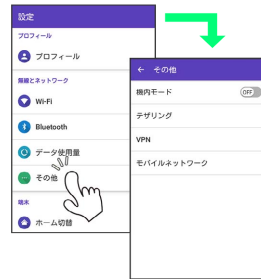 設定
プロフィール
プロフィール
無線とネットワーク
Wi-Fi
Bluetooth
データ使用量
その他
端末
ホーム切替
← その他
機内モード
OFF
テザリング
VPN
モバイルネットワーク